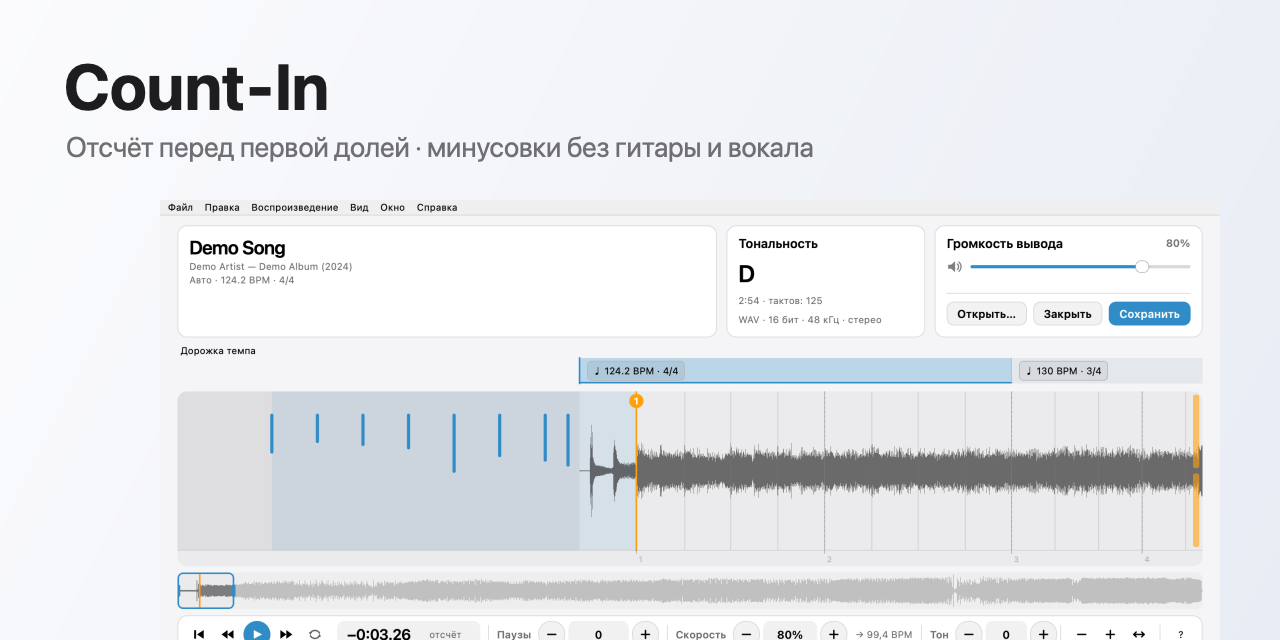 Count-In
Отсчёт перед первой долей · минусовки без гитары и вокала
Файл Правка Воспроизведение Вид Окно Справка
Demo Song
Demo Artist — Demo Album (2024)
Авто · 124.2 BPM · 4/4
Тональность
D
2:54 · тактов: 125
WAV · 16 бит · 48 кГц · стерео
Громкость вывода 80%
Открыть... Закрыть Сохранить
Дорожка темпа
♩ 124.2 BPM · 4/4 ♩ 130 BPM · 3/4
1
1 2 3 4
−0:03.26 отсчёт Паузы − 0 + Скорость − 80% + → 99,4 BPM Тон − 0 + − + ↔ ?